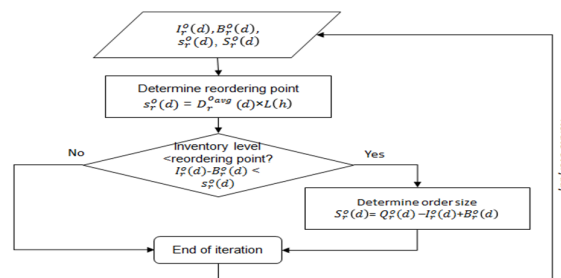 I_r^o(d), B_r^o(d),
s_r^o(d), S_r^o(d)
Determine reordering point
s_r^o(d) = D_r^{o avg}(d)×L(h)
No
Inventory level
<reordering point?
I_r^o(d)-B_r^o(d) <
s_r^o(d)
Yes
Determine order size
S_r^o(d)= Q_r^o(d) –I_r^o(d)+B_r^o(d)
End of iteration